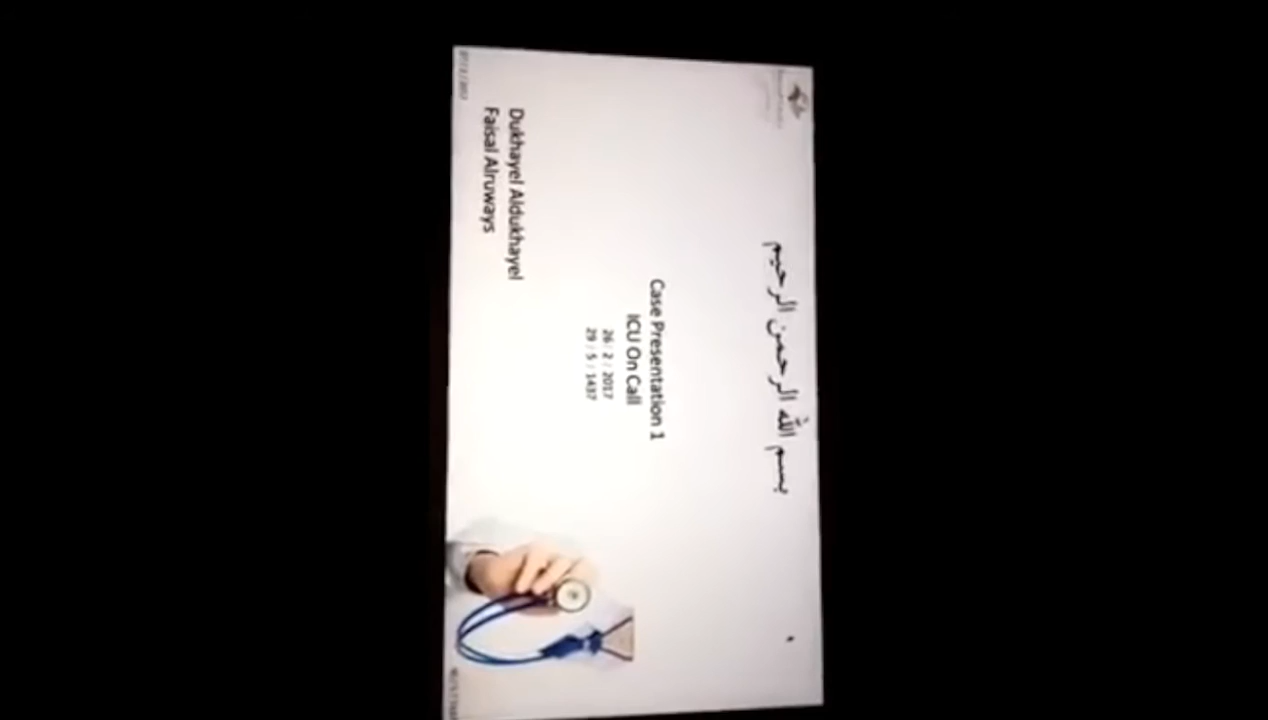 بسم الله الرحمن الرحيم
Case Presentation 1
ICU On Call
26 / 2 / 2017
29 / 5 / 1437
Dukhayel Aldukhayel
Faisal Alruways